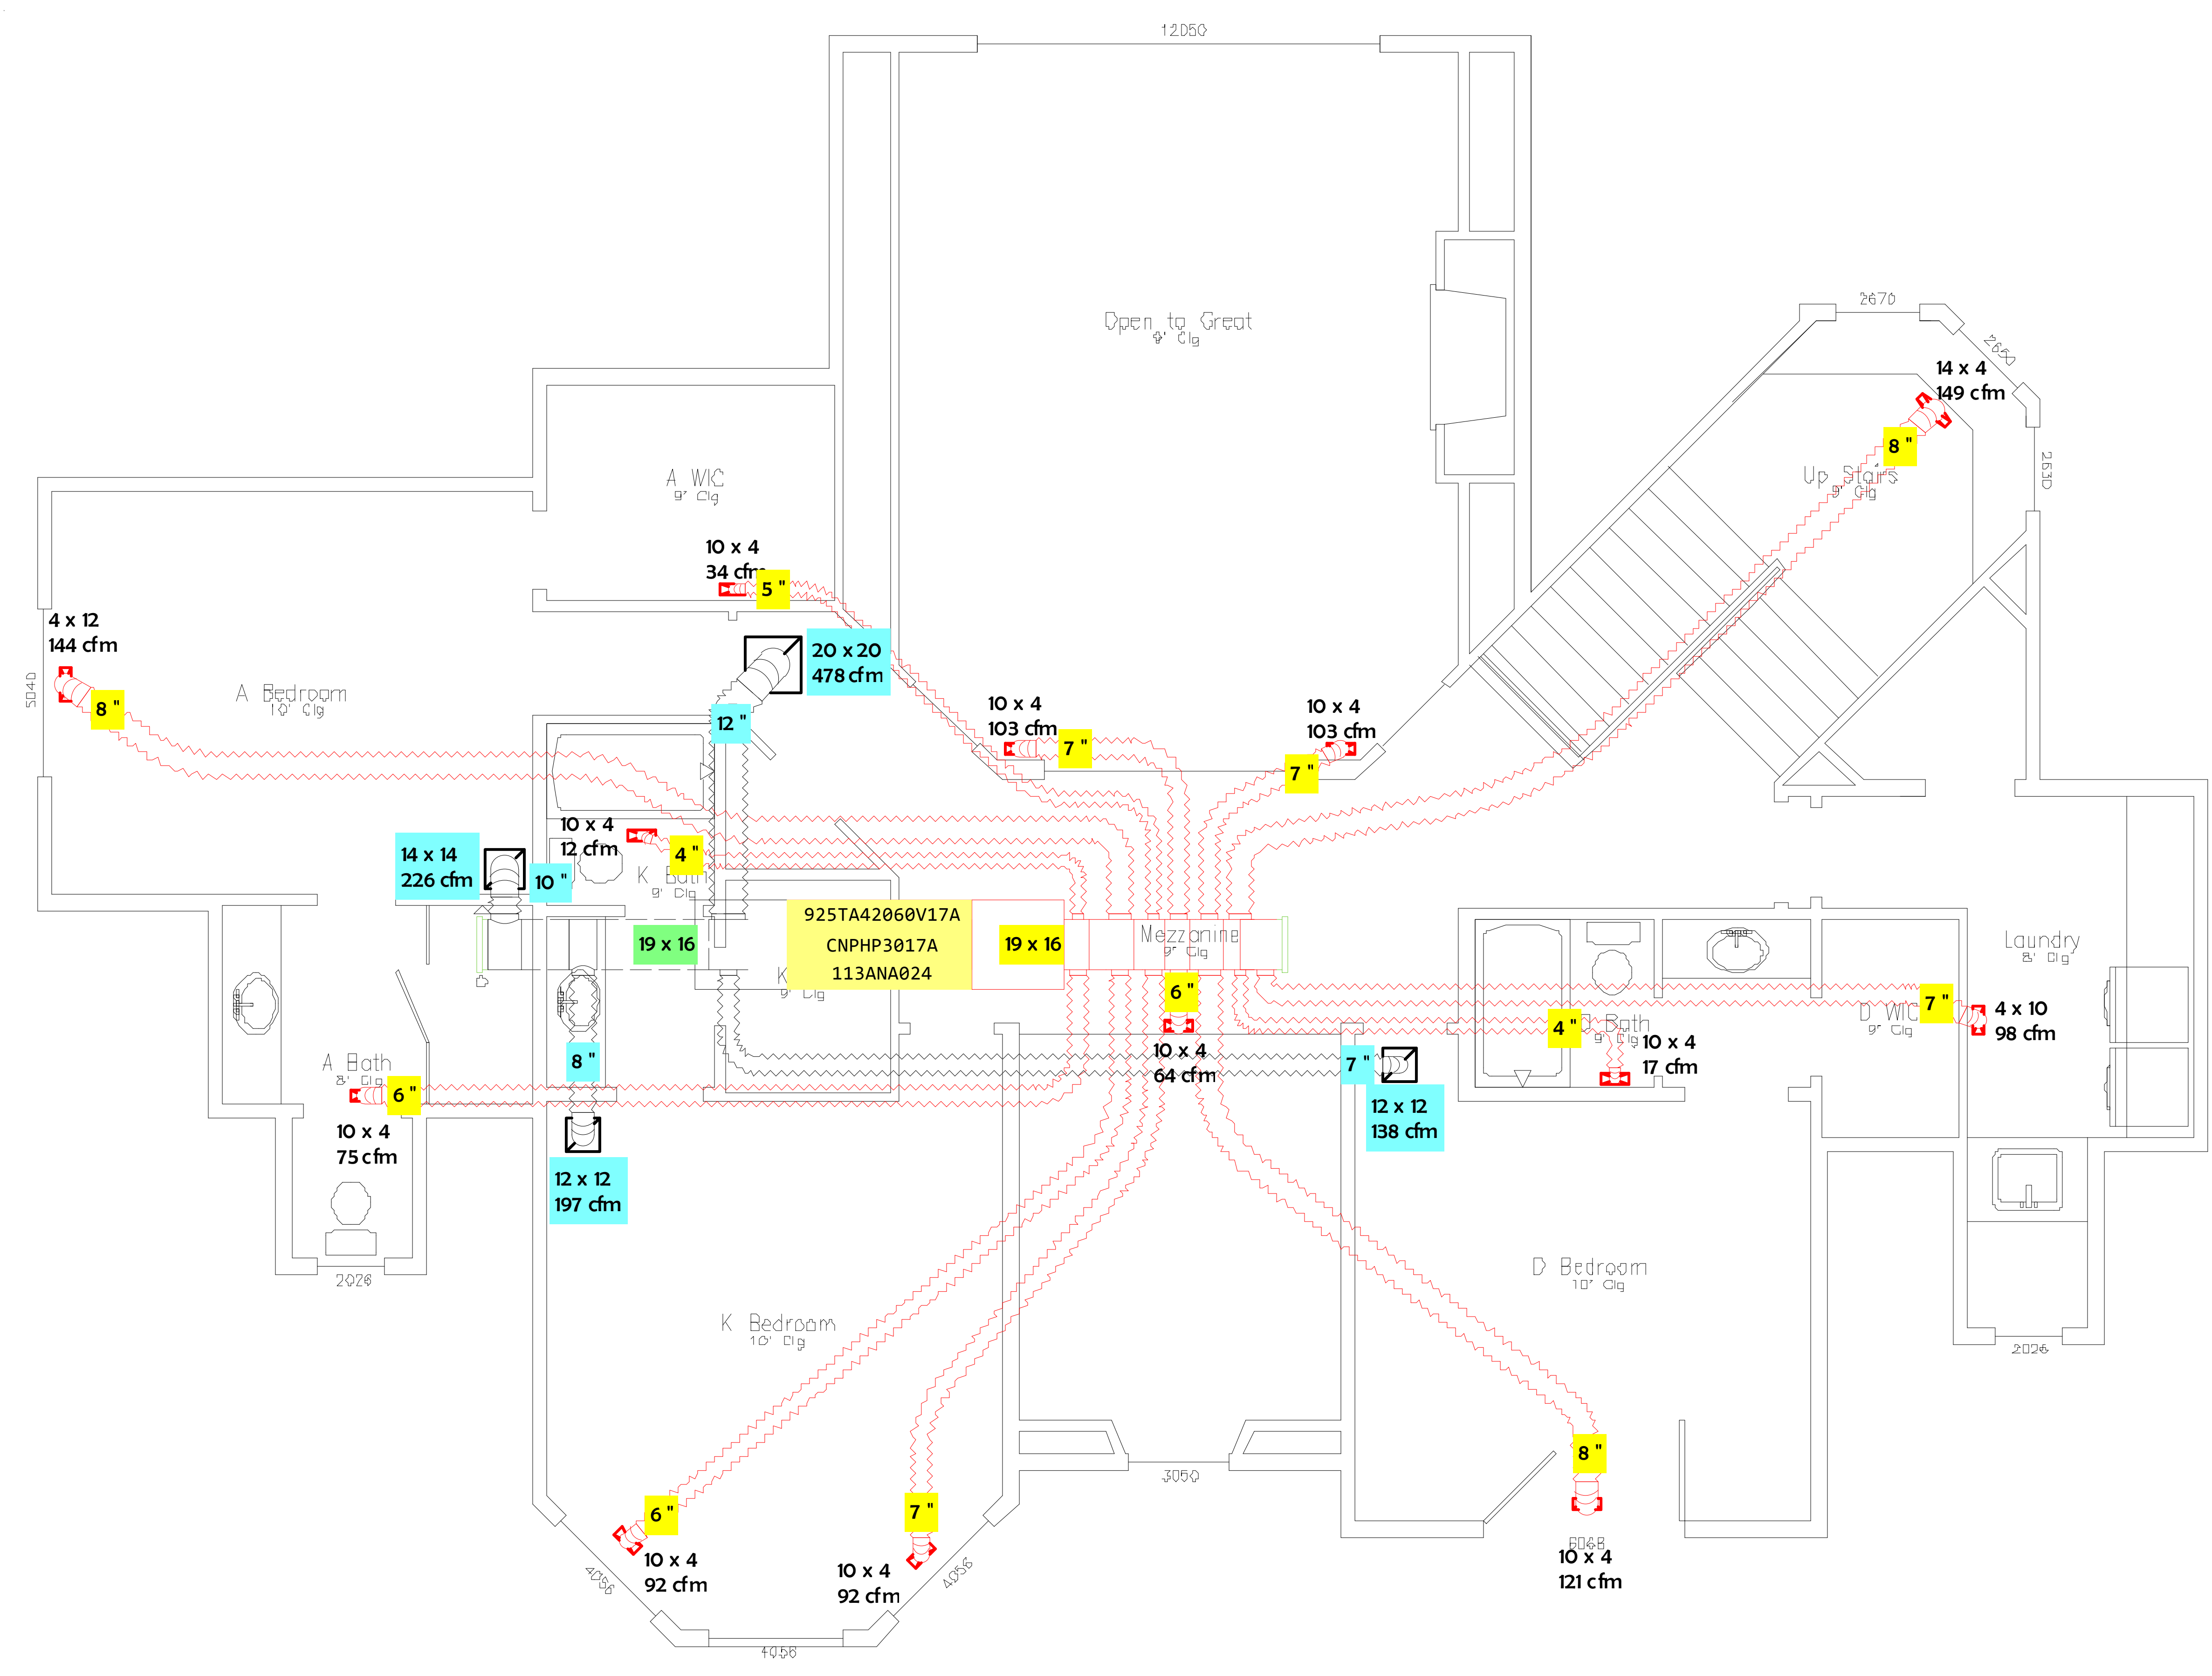 12050
Open to Great
9' Clg
2670
2650
14 x 4
149 cfm
8 "
Up Stairs
9' Clg
2630
A WIC
9' Clg
10 x 4
34 cfm
5 "
4 x 12
144 cfm
5040
8 "
A Bedroom
10' Clg
20 x 20
478 cfm
12 "
10 x 4
103 cfm
7 "
10 x 4
103 cfm
7 "
10 x 4
12 cfm
4 "
K Bath
9' Clg
14 x 14
226 cfm
10 "
19 x 16
925TA42060V17A
CNPHP3017A
113ANA024
19 x 16
Mezzanine
9' Clg
K
9' Clg
6 "
10 x 4
64 cfm
Laundry
8' Clg
7 "
D WIC
9' Clg
4 x 10
98 cfm
4 "
Bath
9' Clg
10 x 4
17 cfm
A Bath
8' Clg
6 "
10 x 4
75 cfm
8 "
12 x 12
197 cfm
7 "
12 x 12
138 cfm
2026
K Bedroom
10' Clg
D Bedroom
10' Clg
2026
3050
8 "
6068
10 x 4
121 cfm
6 "
10 x 4
92 cfm
7 "
10 x 4
92 cfm
4056
4056
4056